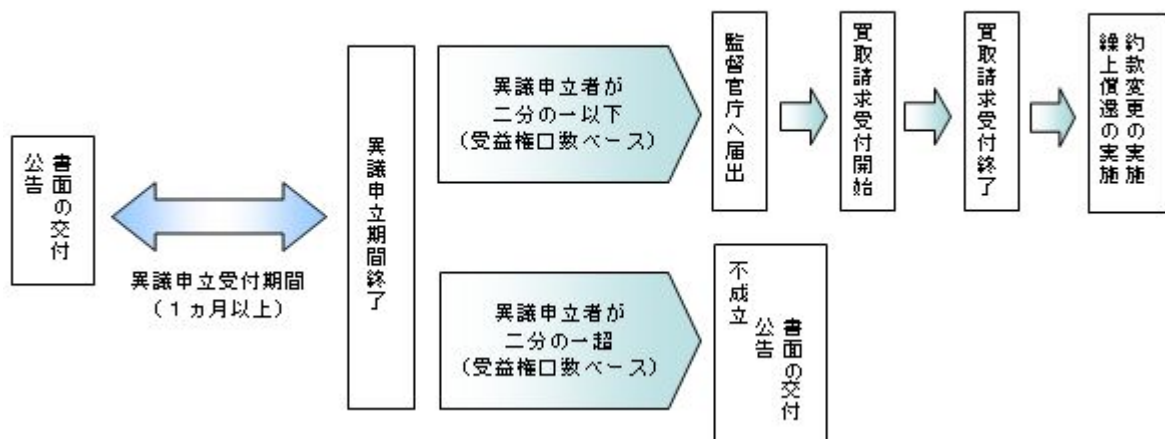 公告
書面の交付
異議申立受付期間
（１ヵ月以上）
異議申立期間終了
異議申立者が
二分の一以下
（受益権口数ベース）
監督官庁へ届出
買取請求受付開始
買取請求受付終了
約款変更の実施
繰上償還の実施
異議申立者が
二分の一超
（受益権口数ベース）
不成立
公告
書面の交付